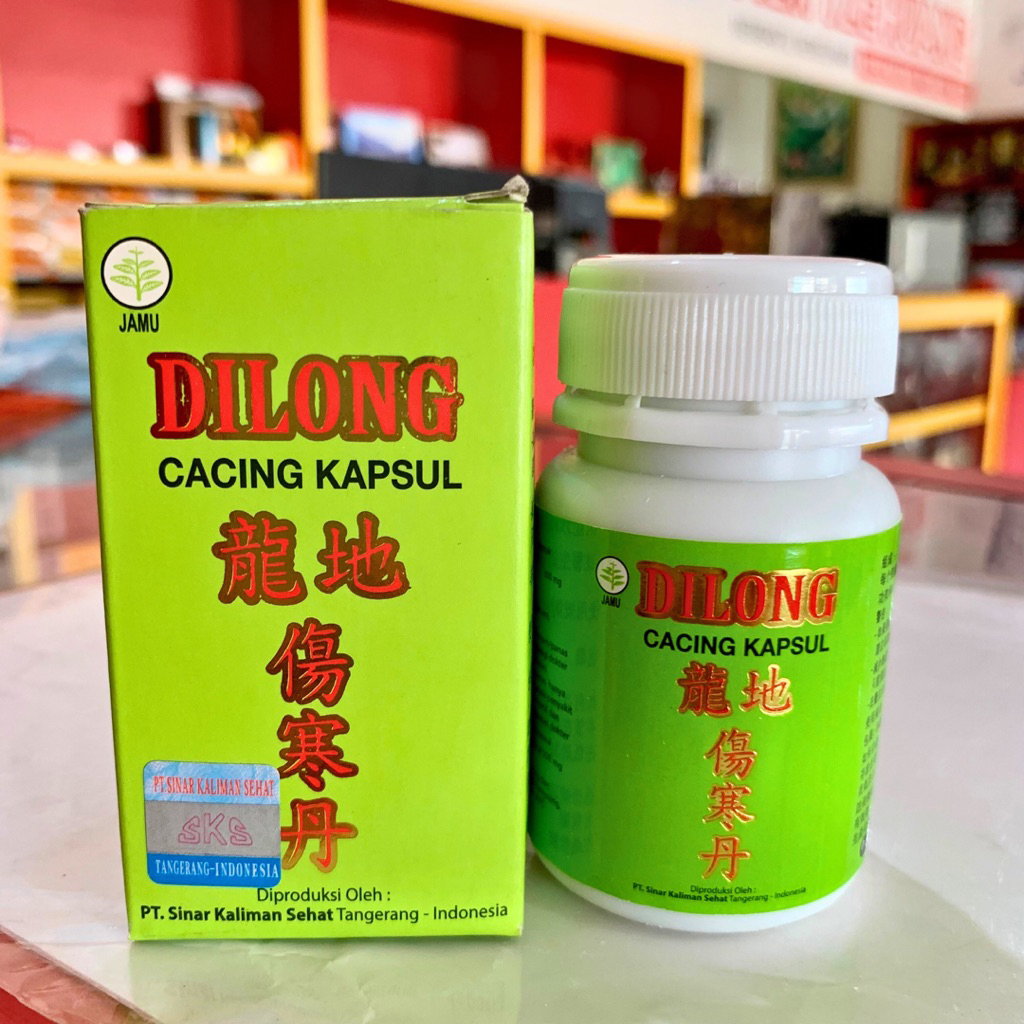 JAMU
DILONG
CACING KAPSUL
龍地
傷
寒
丹
PT. SINAR KALIMAN SEHAT
SKS
TANGERANG-INDONESIA
Diproduksi Oleh :
PT. Sinar Kaliman Sehat Tangerang - Indonesia
JAMU
DILONG
CACING KAPSUL
龍地
傷
寒
丹
Diproduksi Oleh :
PT. Sinar Kaliman Sehat Tangerang - Indonesia